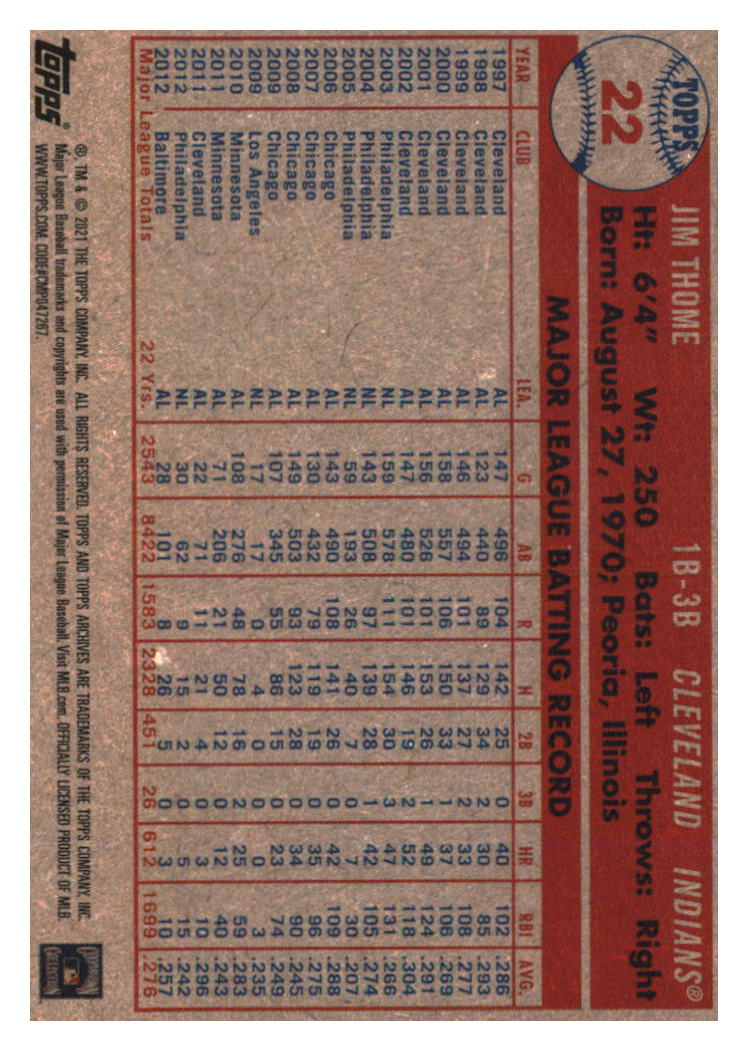 TOPPS
22
JIM THOME 1B-3B CLEVELAND INDIANS®
Ht: 6'4" Wt: 250 Bats: Left Throws: Right
Born: August 27, 1970; Peoria, Illinois
MAJOR LEAGUE BATTING RECORD
YEAR CLUB LEA. G AB R H 2B 3B HR RBI AVG.
1997 Cleveland AL 147 496 104 142 25 0 40 102 .286
1998 Cleveland AL 123 440 89 129 34 2 30 85 .293
1999 Cleveland AL 146 494 101 137 27 2 33 108 .277
2000 Cleveland AL 158 557 106 150 33 1 37 106 .269
2001 Cleveland AL 156 526 101 153 26 1 49 124 .291
2002 Cleveland AL 147 480 101 146 19 2 52 118 .304
2003 Philadelphia NL 159 578 111 154 30 3 47 131 .266
2004 Philadelphia NL 143 508 97 139 28 1 42 105 .274
2005 Philadelphia NL 59 193 26 40 7 0 7 30 .207
2006 Chicago AL 143 490 108 141 26 0 42 109 .288
2007 Chicago AL 130 432 79 119 19 0 35 96 .275
2008 Chicago AL 149 503 93 123 28 0 34 90 .245
2009 Chicago AL 107 345 55 86 15 0 23 74 .249
2009 Los Angeles NL 17 17 0 4 0 0 0 3 .235
2010 Minnesota AL 108 276 48 78 16 2 25 59 .283
2011 Minnesota AL 71 206 21 50 12 0 12 40 .243
2011 Cleveland AL 22 71 11 21 4 0 3 10 .296
2012 Philadelphia NL 30 62 9 15 2 0 5 15 .242
2012 Baltimore AL 28 101 8 26 5 0 3 10 .257
Major League Totals 22 Yrs. 2543 8422 1583 2328 451 26 612 1699 .276
topps®
®, TM & © 2021 THE TOPPS COMPANY, INC. ALL RIGHTS RESERVED. TOPPS AND TOPPS ARCHIVES ARE TRADEMARKS OF THE TOPPS COMPANY, INC.
Major League Baseball trademarks and copyrights are used with permission of Major League Baseball. Visit MLB.com. OFFICIALLY LICENSED PRODUCT OF MLB.
WWW.TOPPS.COM. CODE#CMP047267.